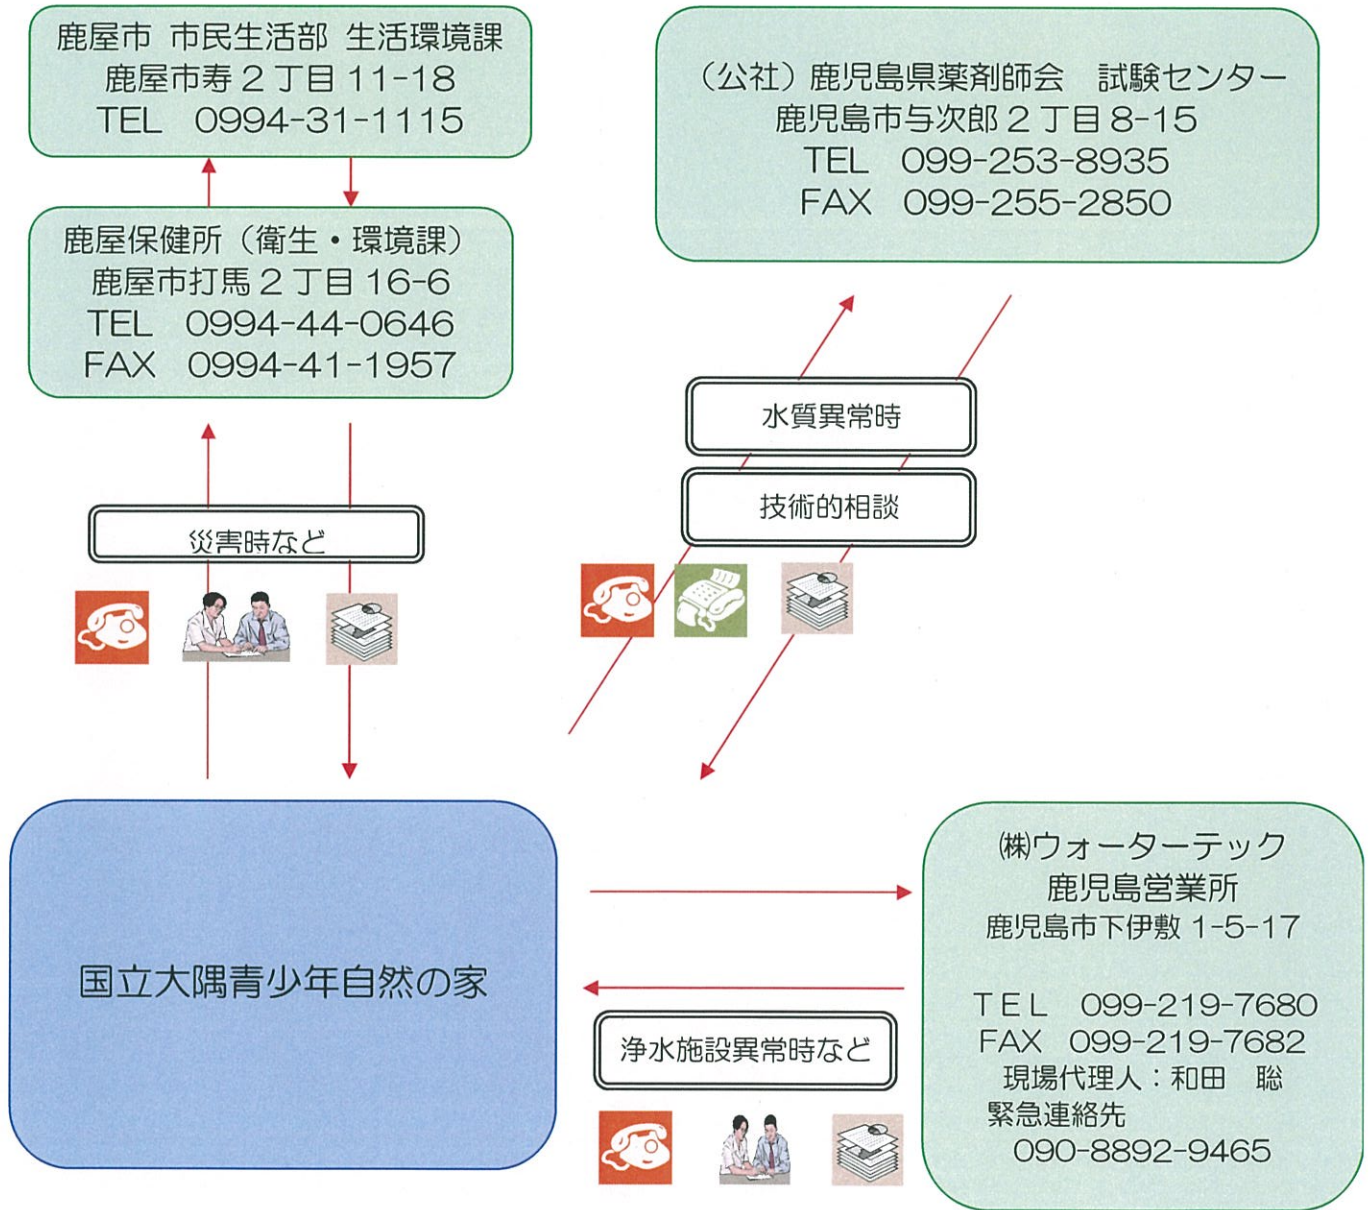 鹿屋市 市民生活部 生活環境課
鹿屋市寿2丁目11-18
TEL 0994-31-1115
鹿屋保健所（衛生・環境課）
鹿屋市打馬2丁目16-6
TEL 0994-44-0646
FAX 0994-41-1957
（公社）鹿児島県薬剤師会 試験センター
鹿児島市与次郎2丁目8-15
TEL 099-253-8935
FAX 099-255-2850
水質異常時
技術的相談
災害時など
国立大隅青少年自然の家
浄水施設異常時など
㈱ウォーターテック
鹿児島営業所
鹿児島市下伊敷1-5-17
TEL 099-219-7680
FAX 099-219-7682
現場代理人：和田 聡
緊急連絡先
090-8892-9465